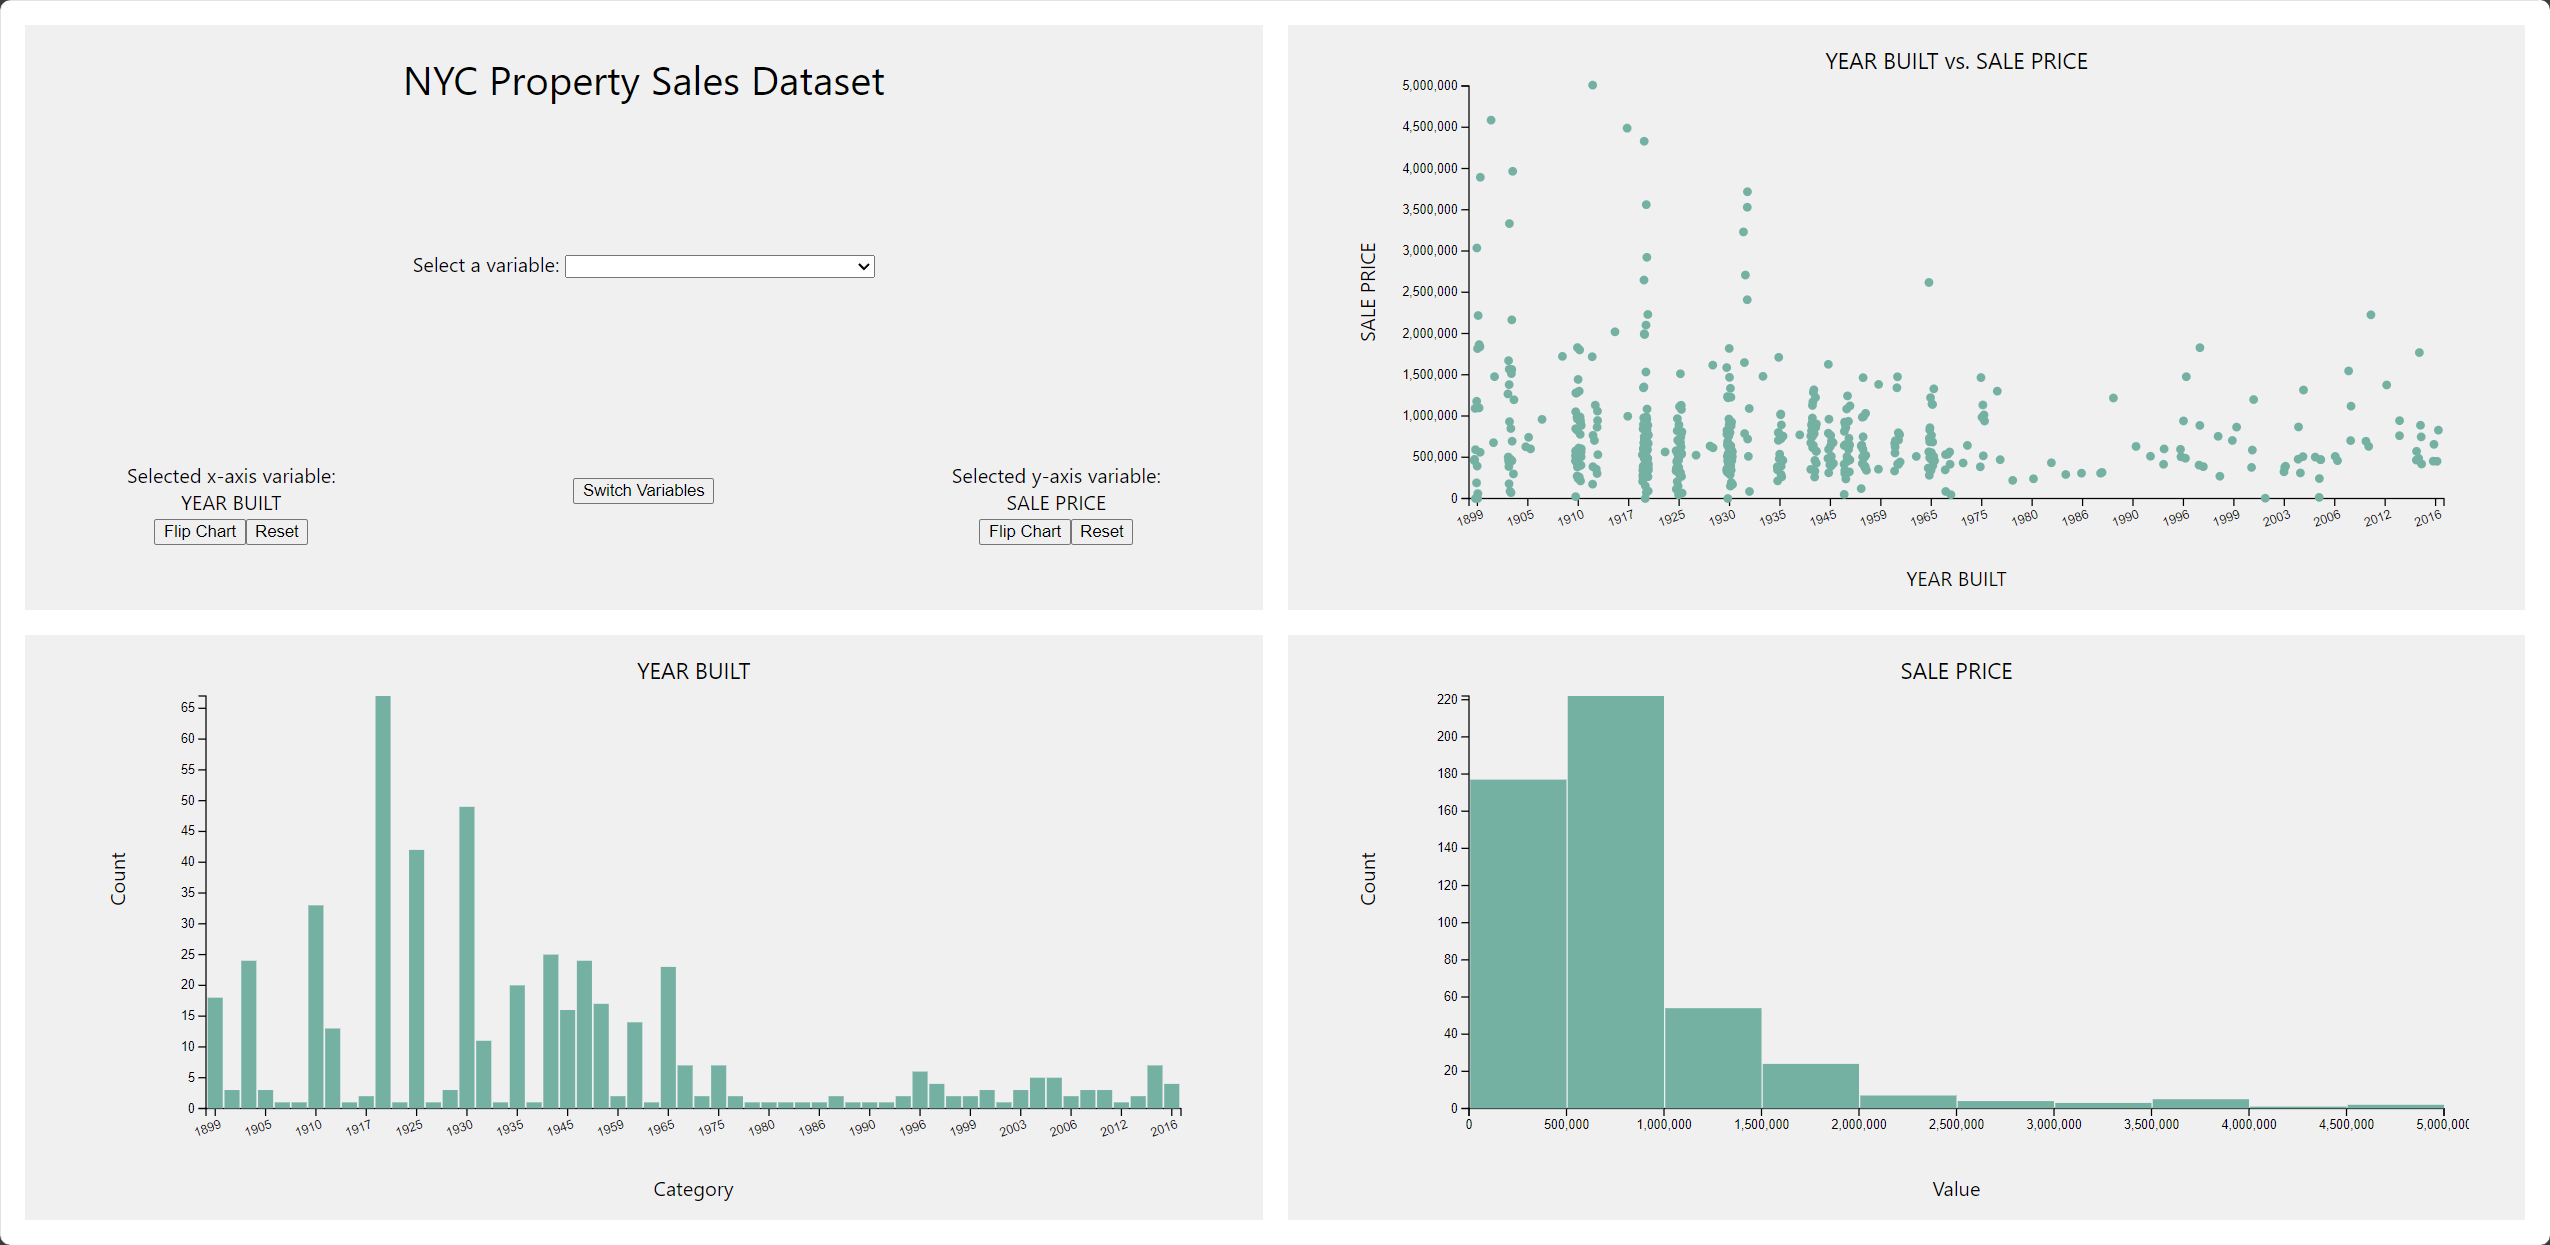 NYC Property Sales Dataset
Select a variable:
Selected x-axis variable:
YEAR BUILT
Flip Chart Reset
Switch Variables
Selected y-axis variable:
SALE PRICE
Flip Chart Reset
YEAR BUILT vs. SALE PRICE
SALE PRICE
5,000,000
4,500,000
4,000,000
3,500,000
3,000,000
2,500,000
2,000,000
1,500,000
1,000,000
500,000
0
1899 1905 1910 1917 1925 1930 1935 1945 1959 1965 1975 1980 1986 1990 1996 1999 2003 2006 2012 2016
YEAR BUILT
YEAR BUILT
Count
65
60
55
50
45
40
35
30
25
20
15
10
5
0
1899 1905 1910 1917 1925 1930 1935 1945 1959 1965 1975 1980 1986 1990 1996 1999 2003 2006 2012 2016
Category
SALE PRICE
Count
220
200
180
160
140
120
100
80
60
40
20
0
0 500,000 1,000,000 1,500,000 2,000,000 2,500,000 3,000,000 3,500,000 4,000,000 4,500,000 5,000,000
Value